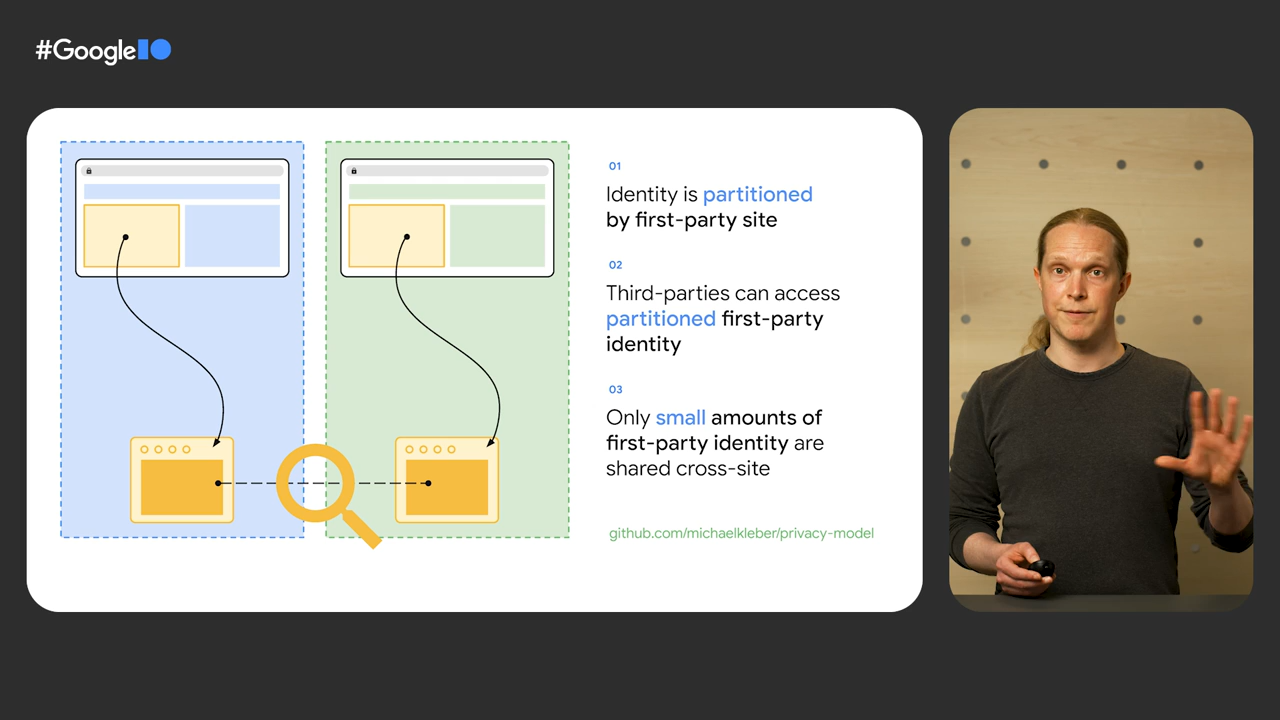 #GoogleIO
01
Identity is partitioned
by first-party site
02
Third-parties can access
partitioned first-party
identity
03
Only small amounts of
first-party identity are
shared cross-site
github.com/michaelkleber/privacy-model